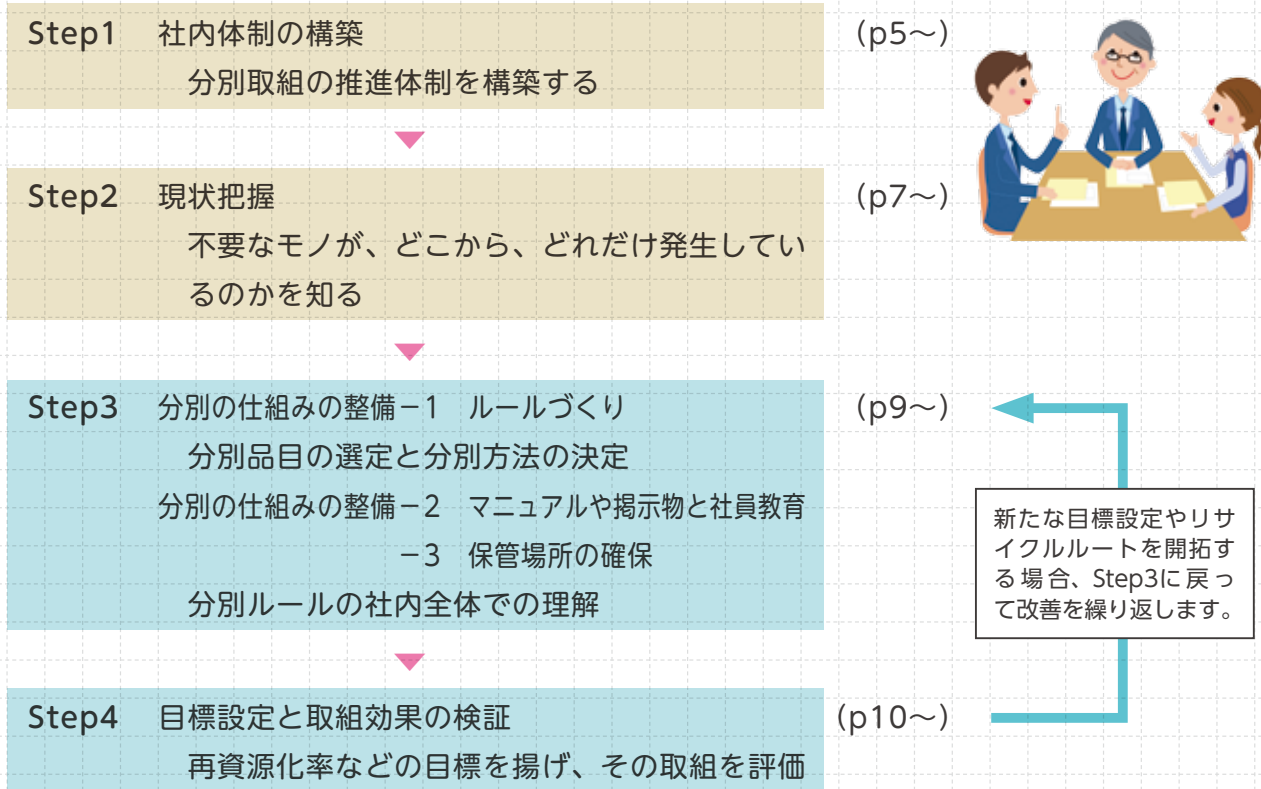 Step1 社内体制の構築 (p5～)
分別取組の推進体制を構築する
Step2 現状把握 (p7～)
不要なモノが、どこから、どれだけ発生してい
るのかを知る
Step3 分別の仕組みの整備－1 ルールづくり (p9～)
分別品目の選定と分別方法の決定
分別の仕組みの整備－2 マニュアルや掲示物と社員教育
－3 保管場所の確保
分別ルールの社内全体での理解
新たな目標設定やリサ
イクルルートを開拓す
る場合、Step3に戻っ
て改善を繰り返します。
Step4 目標設定と取組効果の検証 (p10～)
再資源化率などの目標を揚げ、その取組を評価